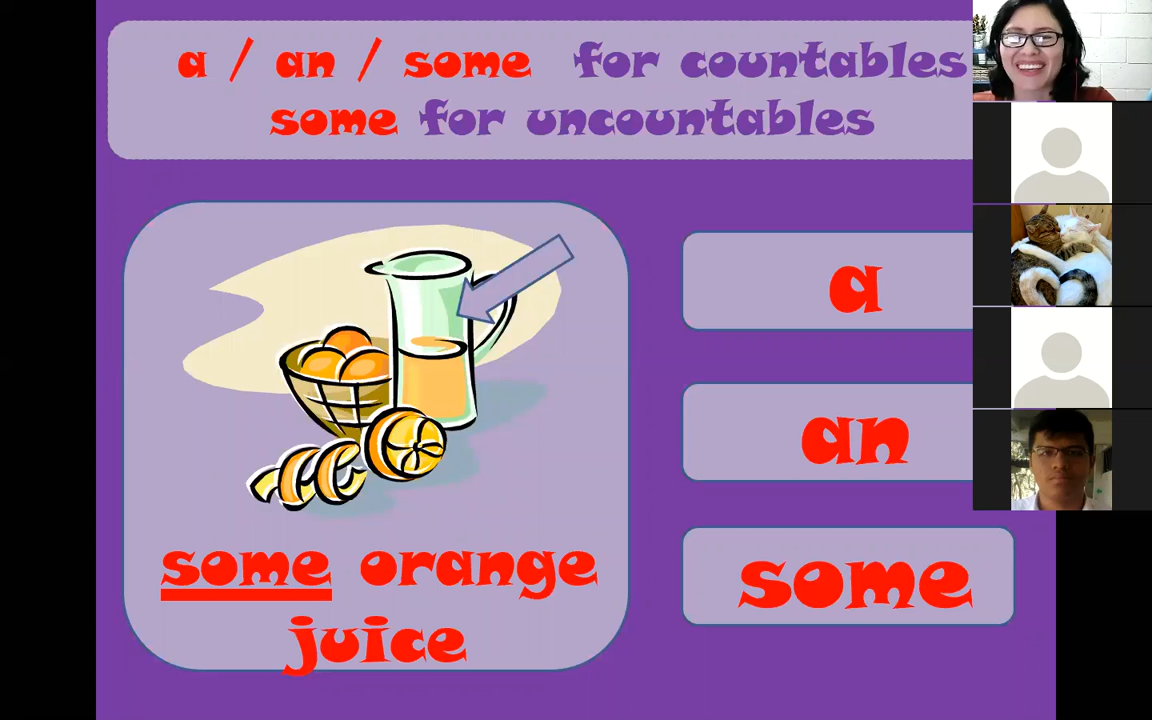 a / an / some for countables
some for uncountables
a
an
some orange
juice
some